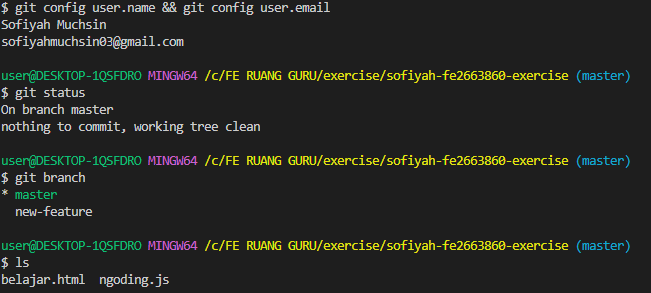 $ git config user.name && git config user.email
Sofiyah Muchsin
sofiyahmuchsin03@gmail.com
user@DESKTOP-1QSFDRO MINGW64 /c/FE RUANG GURU/exercise/sofiyah-fe2663860-exercise (master)
$ git status
On branch master
nothing to commit, working tree clean
user@DESKTOP-1QSFDRO MINGW64 /c/FE RUANG GURU/exercise/sofiyah-fe2663860-exercise (master)
$ git branch
* master
  new-feature
user@DESKTOP-1QSFDRO MINGW64 /c/FE RUANG GURU/exercise/sofiyah-fe2663860-exercise (master)
$ ls
belajar.html  ngoding.js